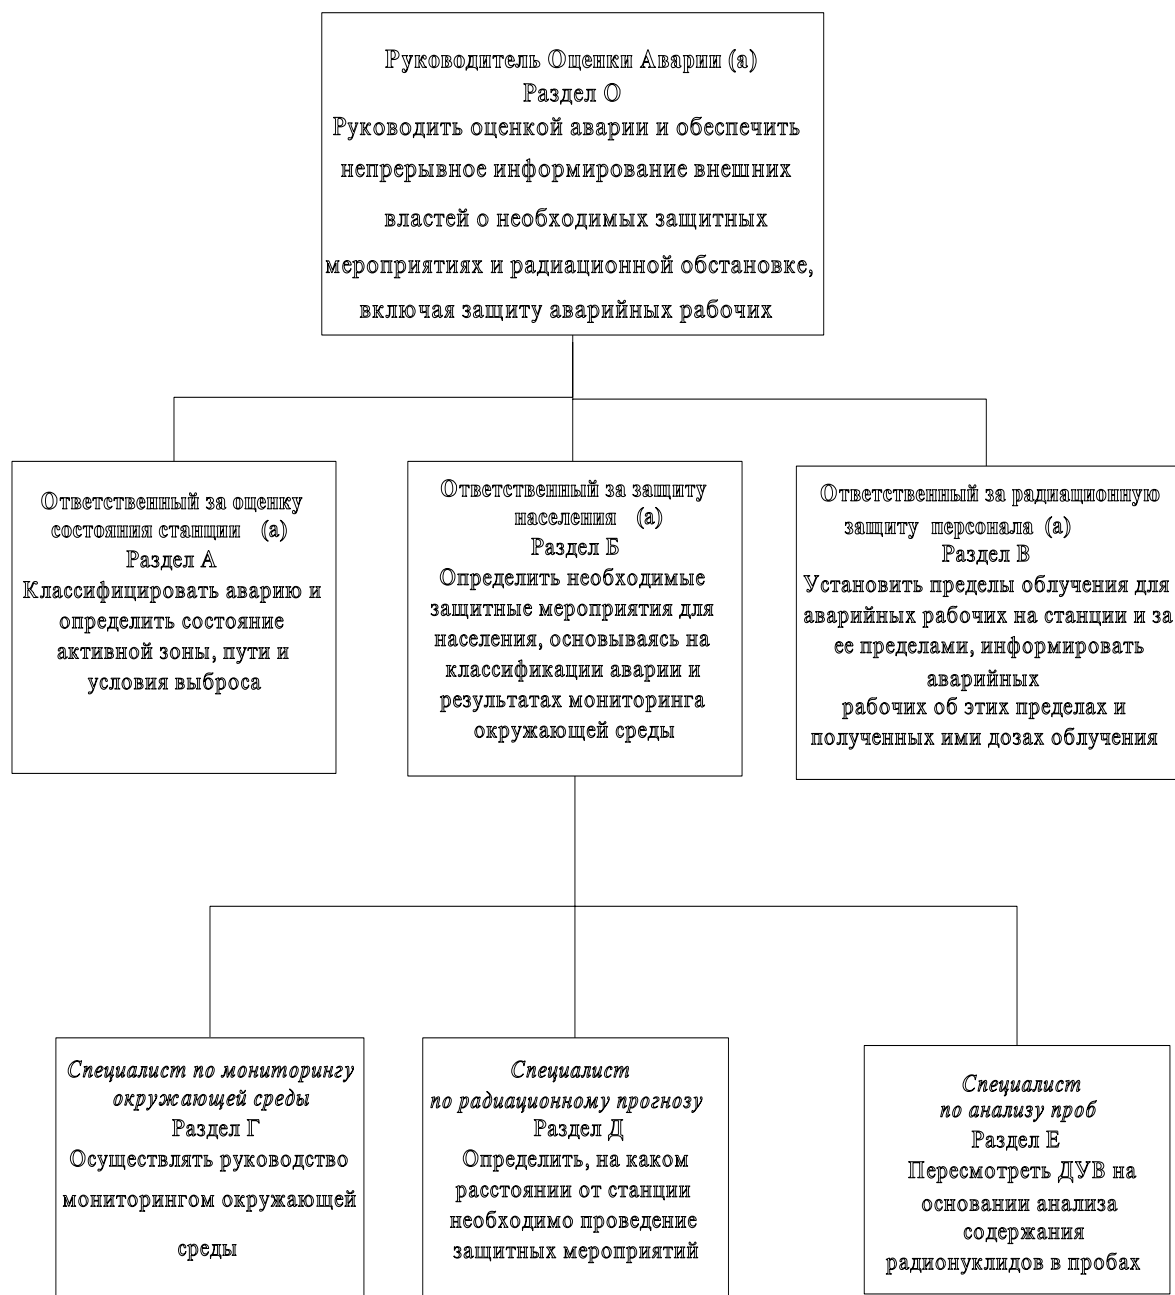 Руководитель Оценки Аварии (а)
Раздел О
Руководить оценкой аварии и обеспечить
непрерывное информирование внешних
властей о необходимых защитных
мероприятиях и радиационной обстановке,
включая защиту аварийных рабочих
Ответственный за оценку
состояния станции (а)
Раздел А
Классифицировать аварию и
определить состояние
активной зоны, пути и
условия выброса
Ответственный за защиту
населения (а)
Раздел Б
Определить необходимые
защитные мероприятия для
населения, основываясь на
классификации аварии и
результатах мониторинга
окружающей среды
Ответственный за радиационную
защиту персонала (а)
Раздел В
Установить пределы облучения для
аварийных рабочих на станции и за
ее пределами, информировать
аварийных
рабочих об этих пределах и
полученных ими дозах облучения
Специалист по мониторингу
окружающей среды
Раздел Г
Осуществлять руководство
мониторингом окружающей
среды
Специалист
по радиационному прогнозу
Раздел Д
Определить, на каком
расстоянии от станции
необходимо проведение
защитных мероприятий
Специалист
по анализу проб
Раздел Е
Пересмотреть ДУВ на
основании анализа
содержания
радионуклидов в пробах